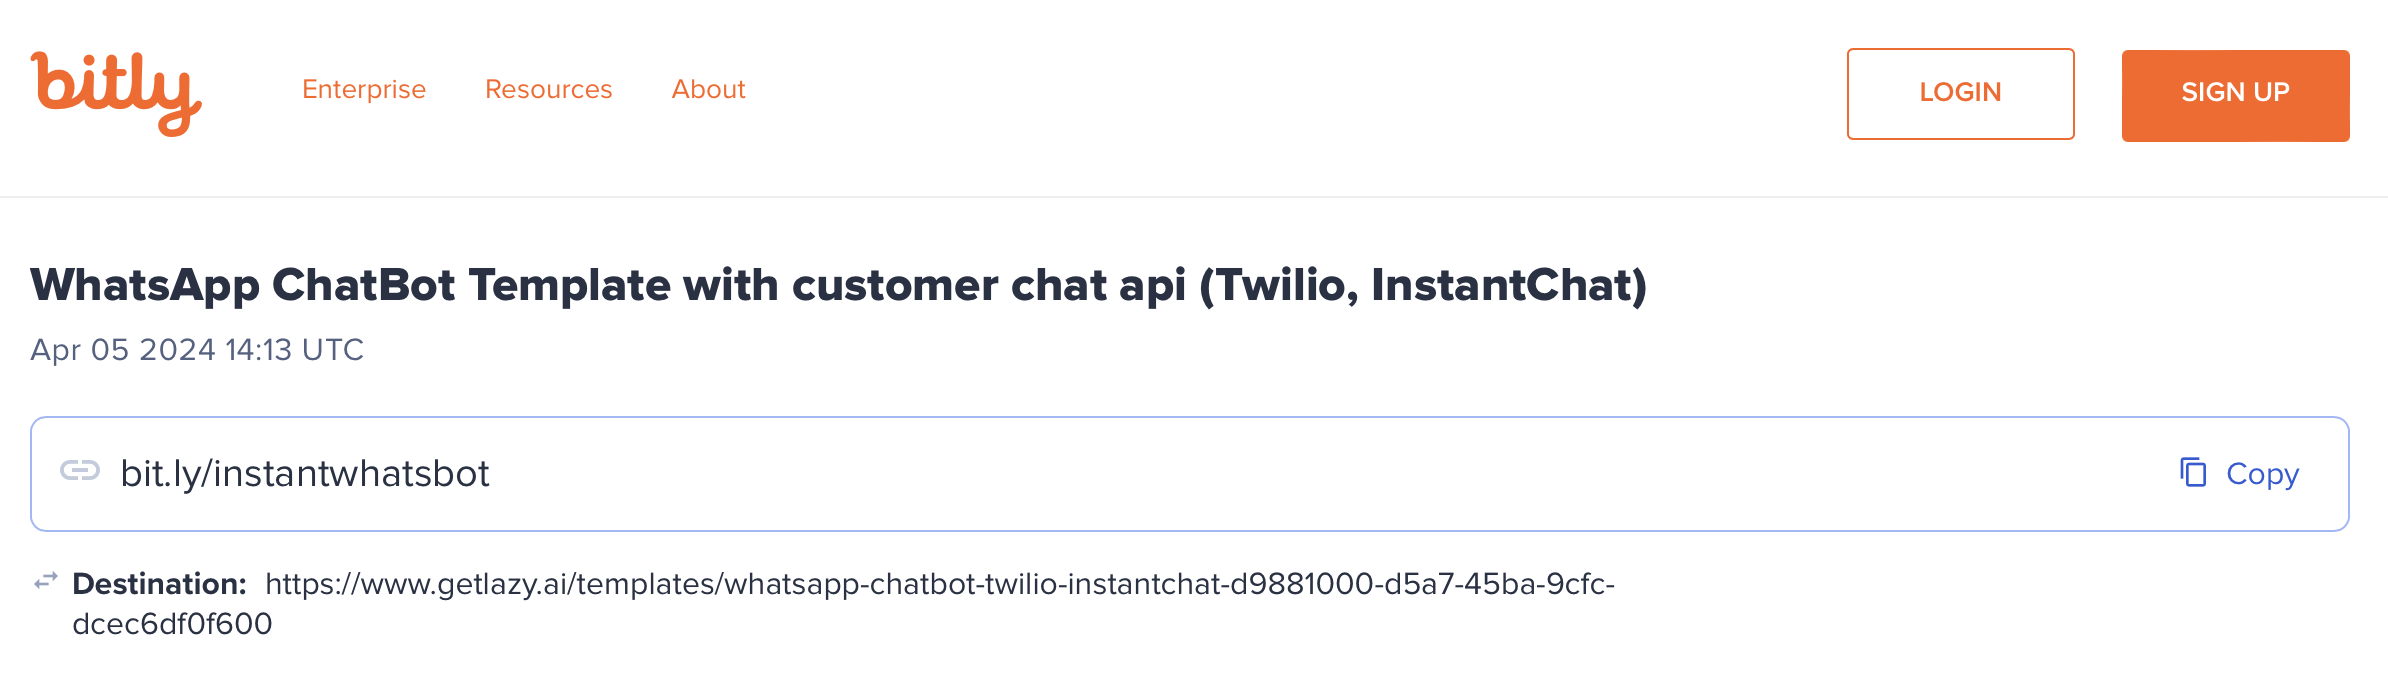 bitly
Enterprise Resources About
LOGIN
SIGN UP
WhatsApp ChatBot Template with customer chat api (Twilio, InstantChat)
Apr 05 2024 14:13 UTC
bit.ly/instantwhatsbot
Copy
Destination: https://www.getlazy.ai/templates/whatsapp-chatbot-twilio-instantchat-d9881000-d5a7-45ba-9cfc-
dcec6df0f600